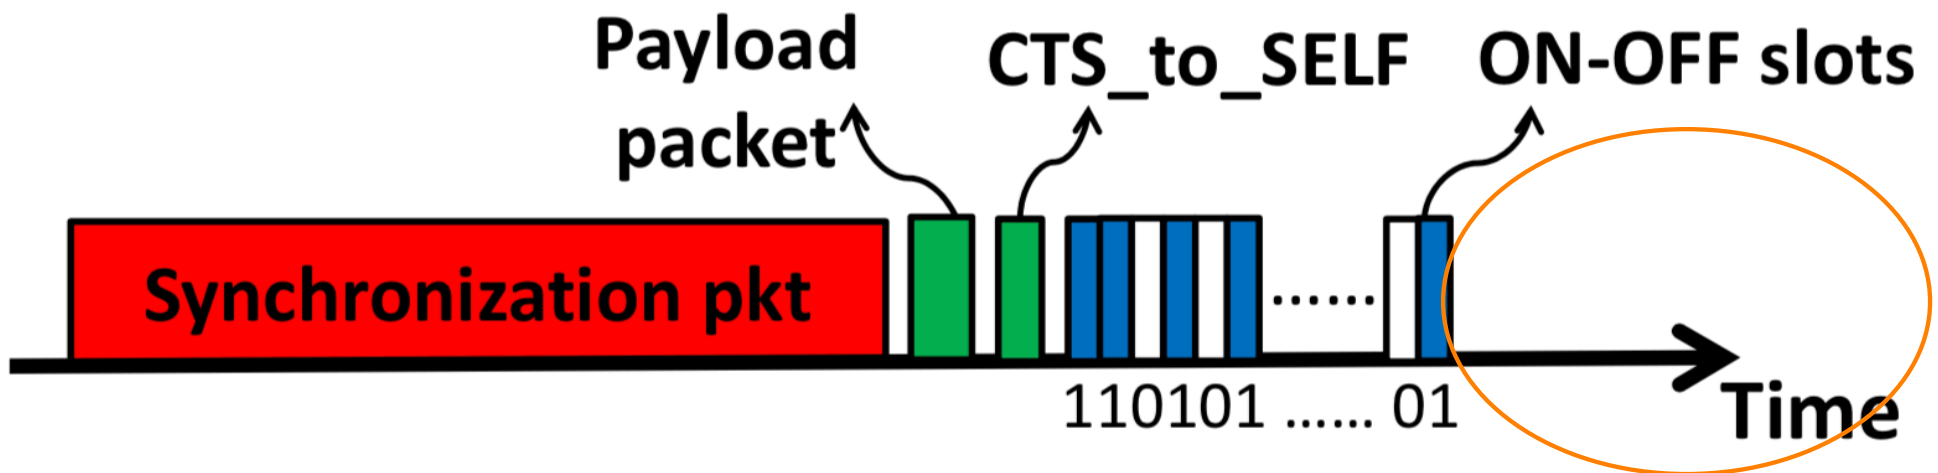 Payload
packet
CTS_to_SELF
ON-OFF slots
Synchronization pkt
......
110101 ...... 01
Time